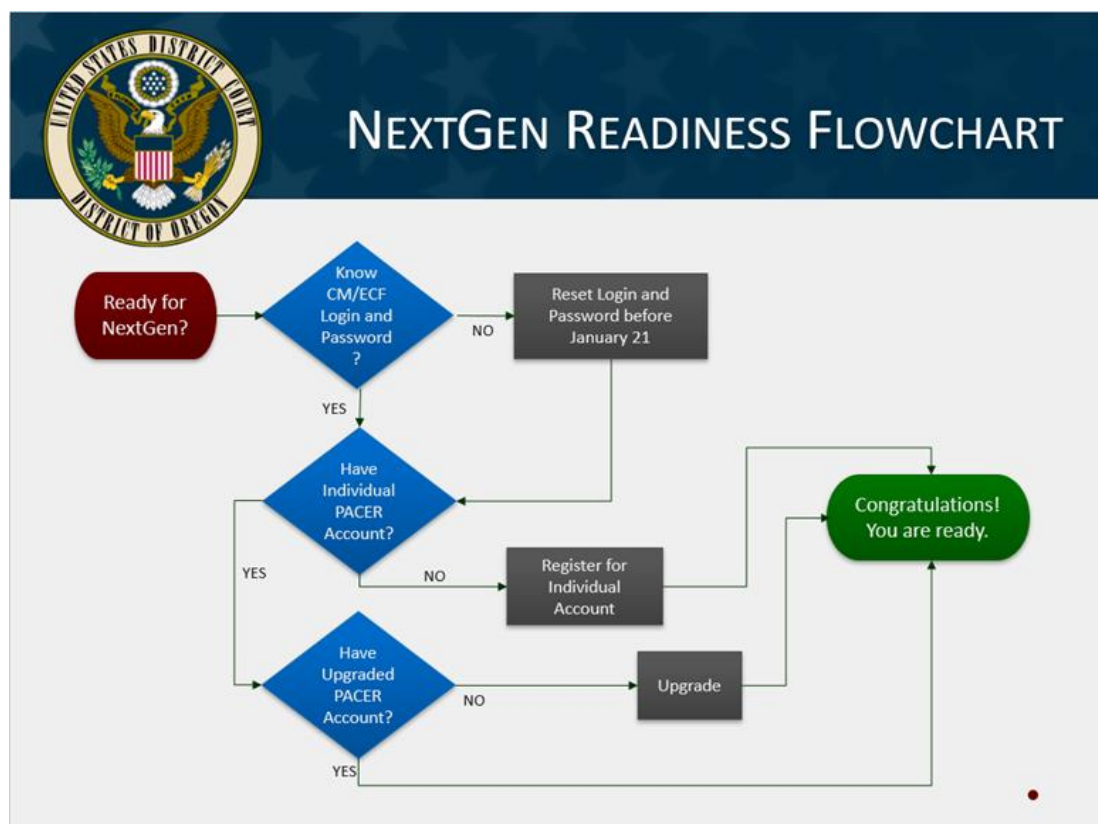 UNITED STATES DISTRICT COURT
DISTRICT OF OREGON
NEXTGEN READINESS FLOWCHART
Ready for
NextGen?
Know
CM/ECF
Login and
Password
?
NO
Reset Login and
Password before
January 21
YES
Have
Individual
PACER
Account?
Congratulations!
You are ready.
YES
NO
Register for
Individual
Account
Have
Upgraded
PACER
Account?
NO
Upgrade
YES